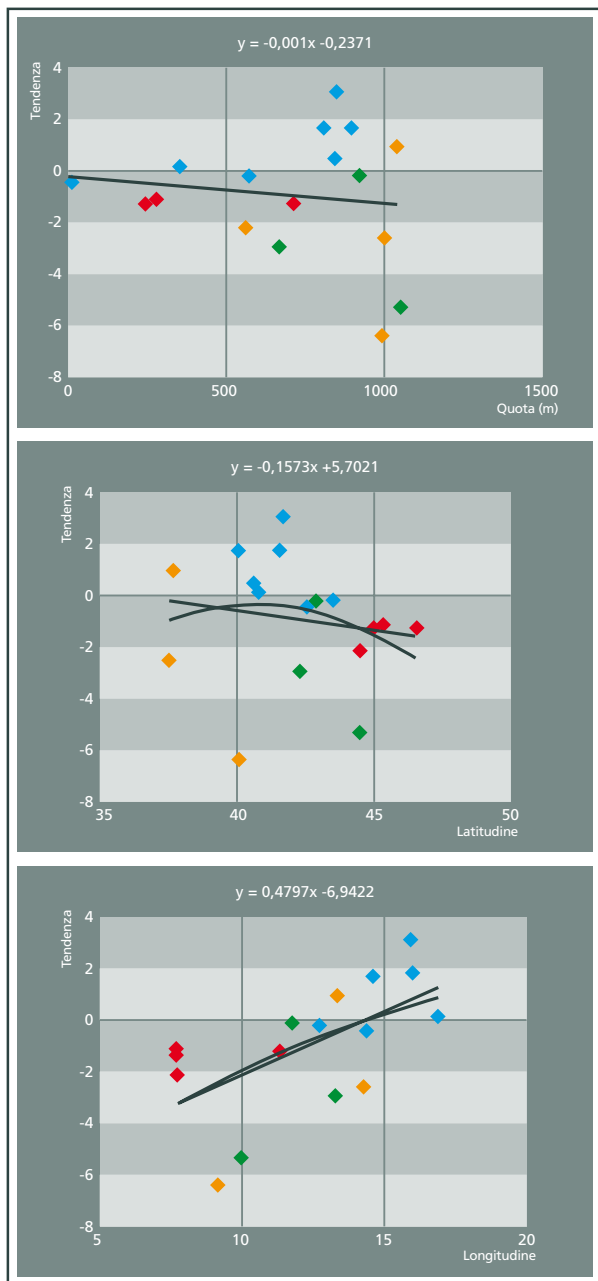 y = -0,001x -0,2371
Tendenza
4
2
0
-2
-4
-6
-8
0 500 1000 1500
Quota (m)
y = -0,1573x +5,7021
Tendenza
4
2
0
-2
-4
-6
-8
35 40 45 50
Latitudine
y = 0,4797x -6,9422
Tendenza
4
2
0
-2
-4
-6
-8
5 10 15 20
Longitudine